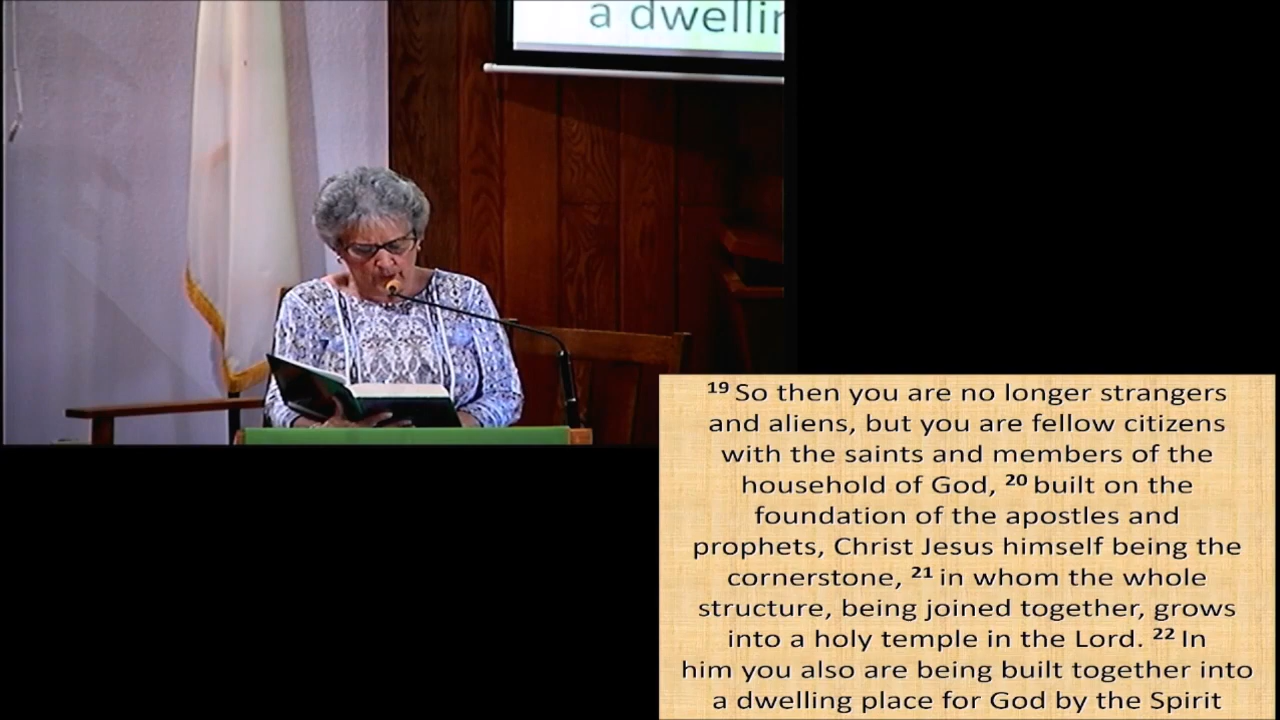 a dwellin
¹⁹ So then you are no longer strangers
and aliens, but you are fellow citizens
with the saints and members of the
household of God, ²⁰ built on the
foundation of the apostles and
prophets, Christ Jesus himself being the
cornerstone, ²¹ in whom the whole
structure, being joined together, grows
into a holy temple in the Lord. ²² In
him you also are being built together into
a dwelling place for God by the Spirit